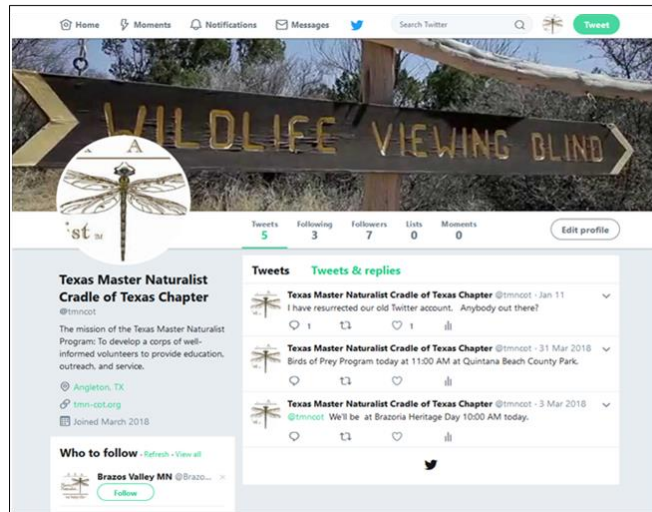 Home Moments Notifications Messages Search Twitter Tweet
WILDLIFE VIEWING BLIND
A
ist TM
Tweets Following Followers Lists Moments
5 3 7 0 0
Edit profile
Texas Master Naturalist
Cradle of Texas Chapter
@tmncot
The mission of the Texas Master Naturalist
Program: To develop a corps of well-
informed volunteers to provide education,
outreach, and service.
Angleton, TX
tmn-cot.org
Joined March 2018
Who to follow · Refresh · View all
Brazos Valley MN @Brazo... ×
Follow
Tweets Tweets & replies
Texas Master Naturalist Cradle of Texas Chapter @tmncot · Jan 11
I have resurrected our old Twitter account. Anybody out there?
1 1
Texas Master Naturalist Cradle of Texas Chapter @tmncot · 31 Mar 2018
Birds of Prey Program today at 11:00 AM at Quintana Beach County Park.
Texas Master Naturalist Cradle of Texas Chapter @tmncot · 3 Mar 2018
@tmncot We'll be at Brazoria Heritage Day 10:00 AM today.